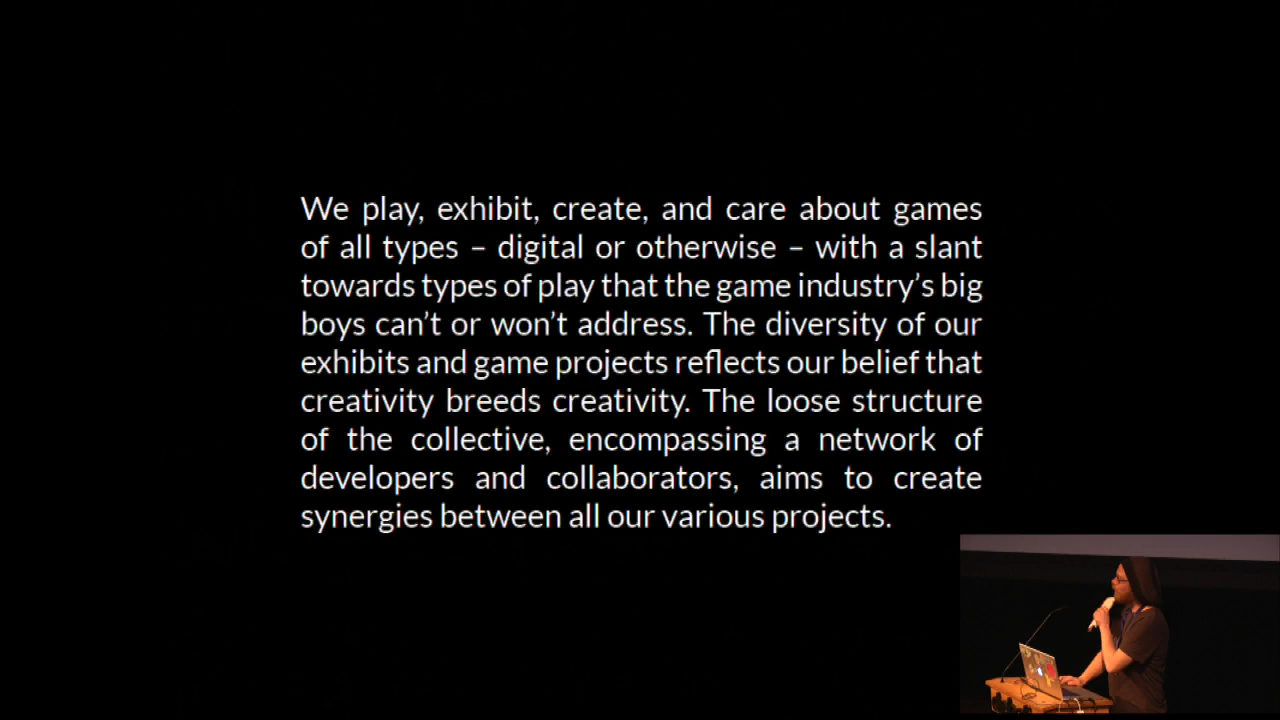 We play, exhibit, create, and care about games
of all types – digital or otherwise – with a slant
towards types of play that the game industry’s big
boys can’t or won’t address. The diversity of our
exhibits and game projects reflects our belief that
creativity breeds creativity. The loose structure
of the collective, encompassing a network of
developers and collaborators, aims to create
synergies between all our various projects.